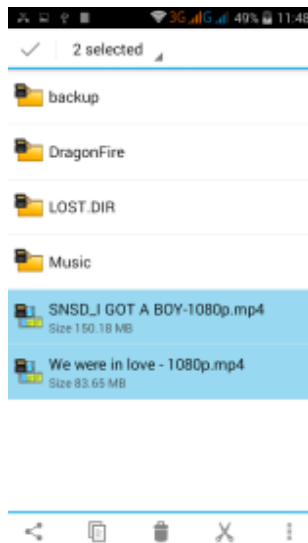 3G G 49% 11:48
2 selected
backup
DragonFire
LOST.DIR
Music
SNSD_I GOT A BOY-1080p.mp4
Size 150.18 MB
We were in love - 1080p.mp4
Size 83.65 MB